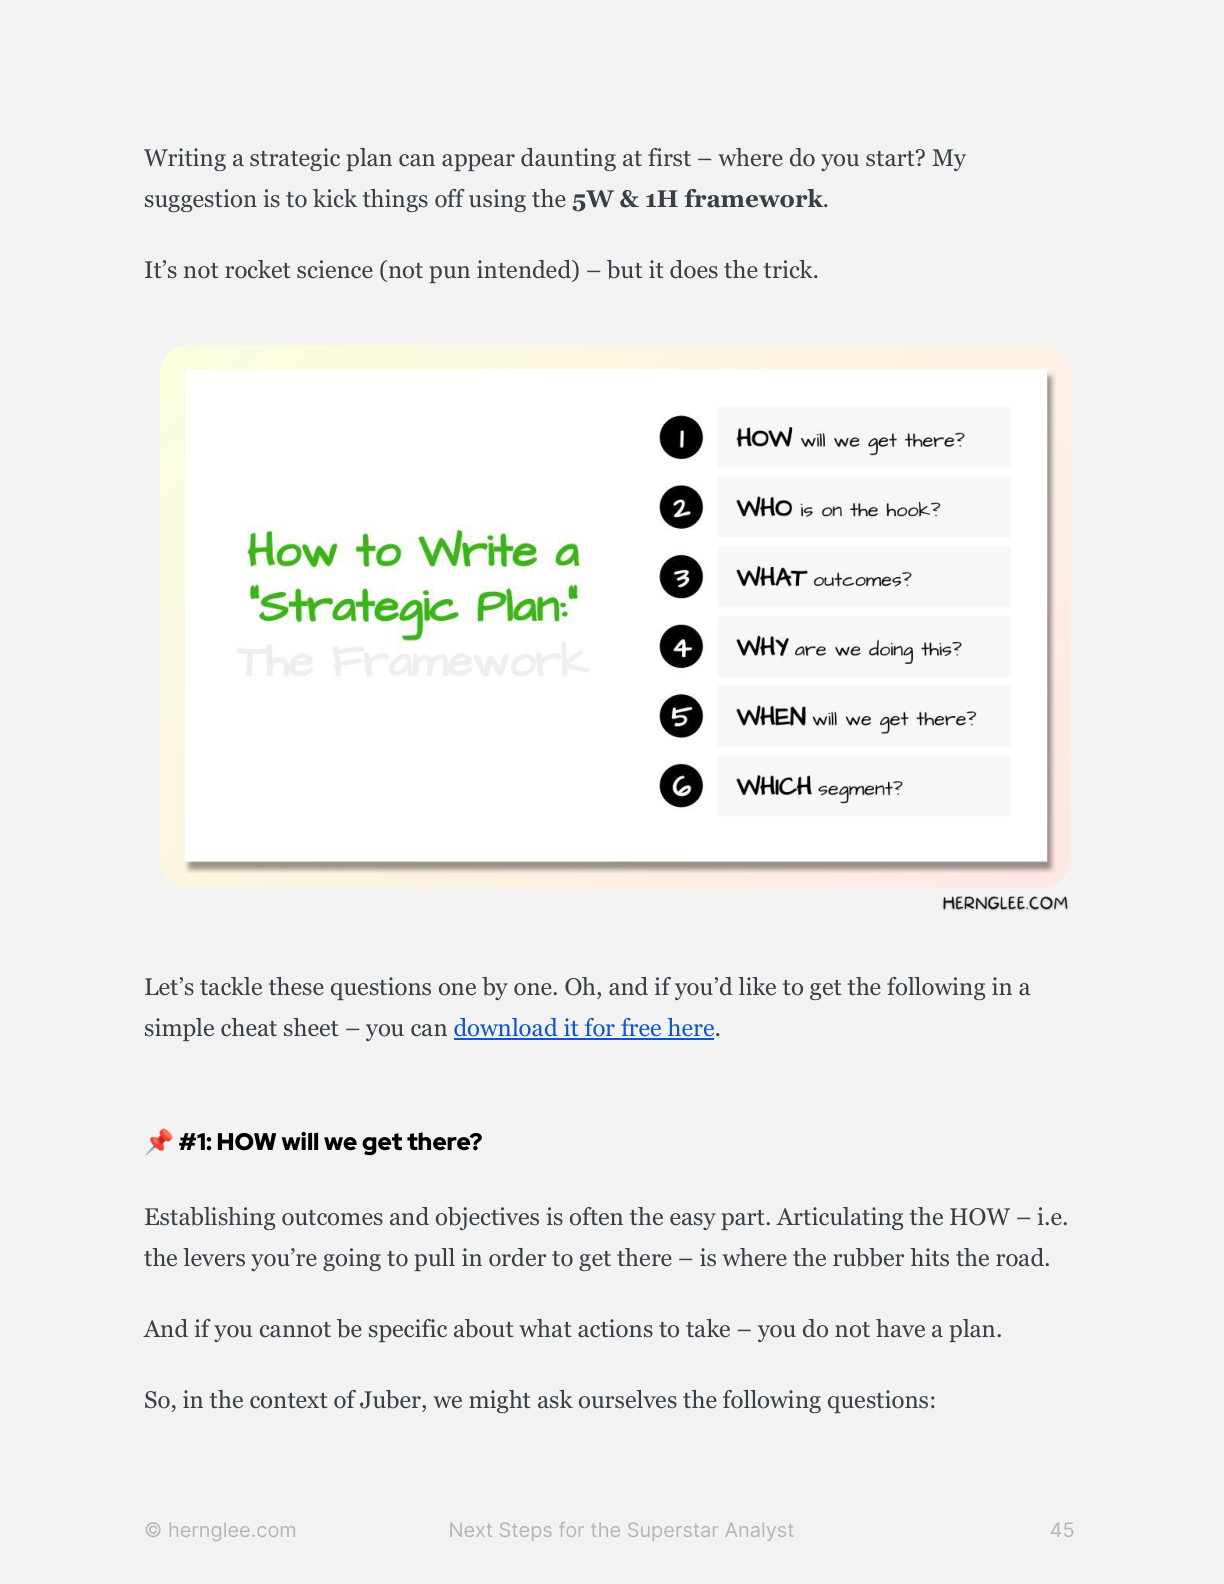 Writing a strategic plan can appear daunting at first – where do you start? My
suggestion is to kick things off using the 5W & 1H framework.
It’s not rocket science (not pun intended) – but it does the trick.
How to Write a
"Strategic Plan:"
The Framework
1 HOW will we get there?
2 WHO is on the hook?
3 WHAT outcomes?
4 WHY are we doing this?
5 WHEN will we get there?
6 WHICH segment?
HERNGLEE.COM
Let’s tackle these questions one by one. Oh, and if you’d like to get the following in a
simple cheat sheet – you can download it for free here.
📌 #1: HOW will we get there?
Establishing outcomes and objectives is often the easy part. Articulating the HOW – i.e.
the levers you’re going to pull in order to get there – is where the rubber hits the road.
And if you cannot be specific about what actions to take – you do not have a plan.
So, in the context of Juber, we might ask ourselves the following questions:
© hernglee.com Next Steps for the Superstar Analyst 45